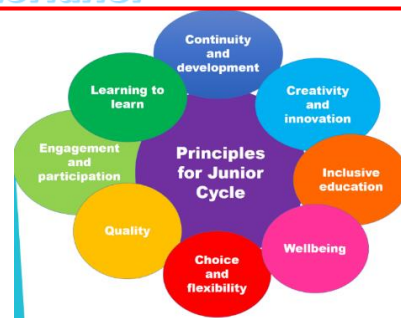 Continuity
and
development
Creativity
and
innovation
Inclusive
education
Wellbeing
Choice
and
flexibility
Quality
Engagement
and
participation
Learning to
learn
Principles
for Junior
Cycle